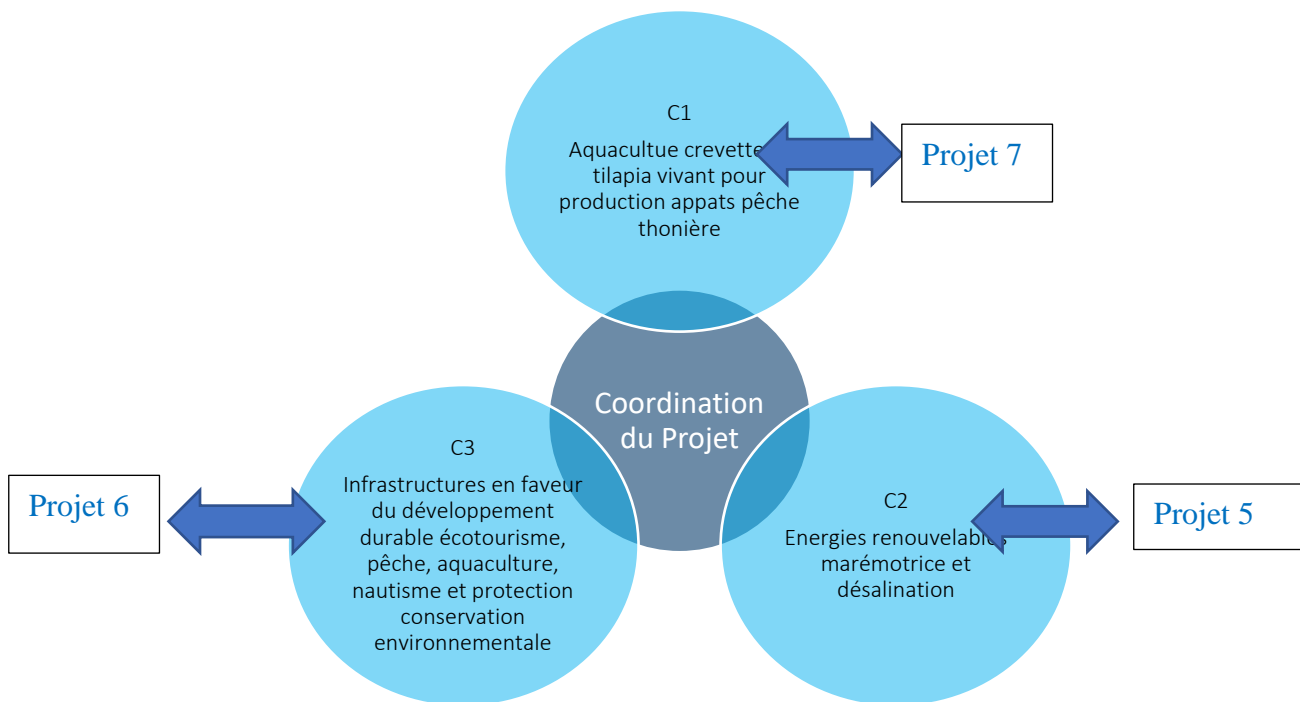 C1
Aquacultue crevette
tilapia vivant pour
production appats pêche
thonière
Projet 7
Coordination
du Projet
C3
Infrastructures en faveur
du développement
durable écotourisme,
pêche, aquaculture,
nautisme et protection
conservation
environnementale
Projet 6
C2
Energies renouvelables
marémotrice et
désalination
Projet 5